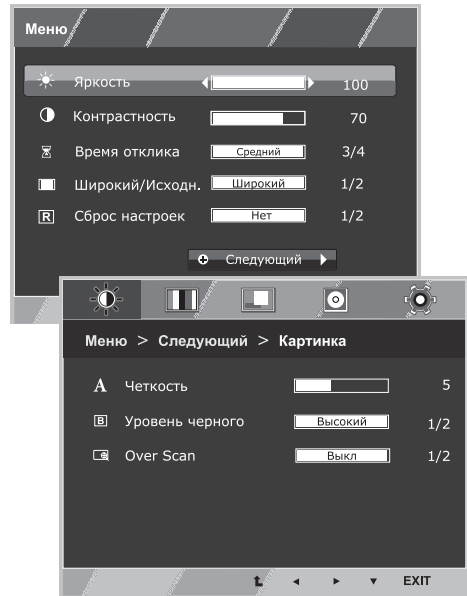 Меню
Яркость 100
Контрастность 70
Время отклика Средний 3/4
Широкий/Исходн. Широкий 1/2
R Сброс настроек Нет 1/2
Следующий
Меню > Следующий > Картинка
A Четкость 5
B Уровень черного Высокий 1/2
Over Scan Выкл 1/2
EXIT